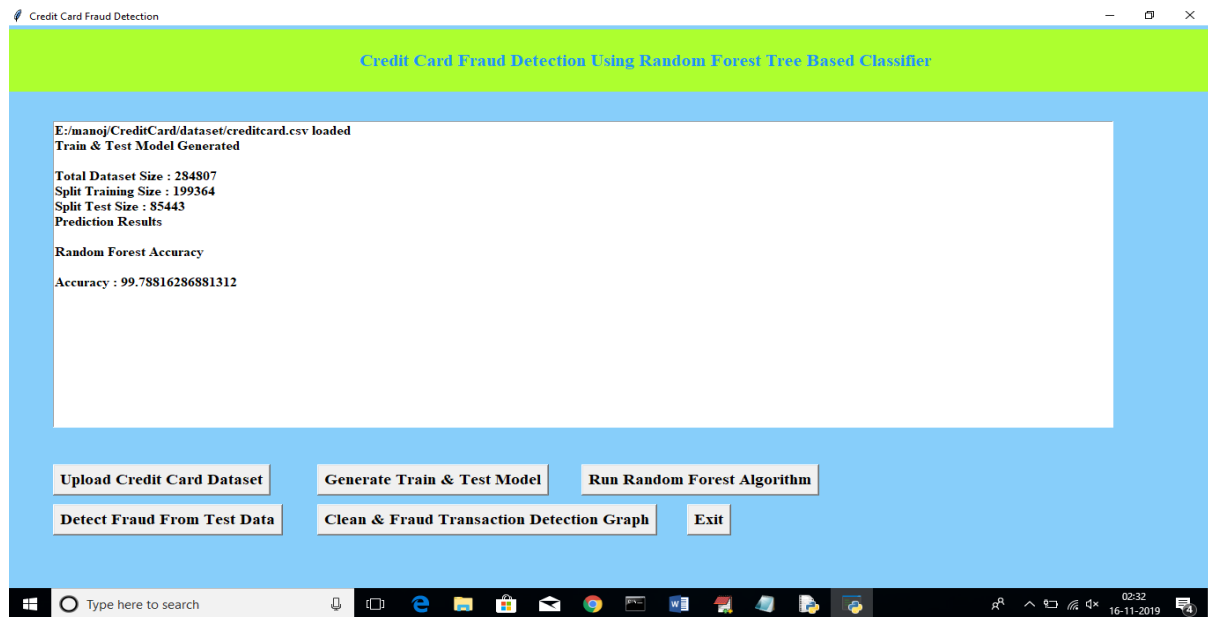 Credit Card Fraud Detection
Credit Card Fraud Detection Using Random Forest Tree Based Classifier
E:/manoj/CreditCard/dataset/creditcard.csv loaded
Train & Test Model Generated
Total Dataset Size : 284807
Split Training Size : 199364
Split Test Size : 85443
Prediction Results
Random Forest Accuracy
Accuracy : 99.78816286881312
Upload Credit Card Dataset
Generate Train & Test Model
Run Random Forest Algorithm
Detect Fraud From Test Data
Clean & Fraud Transaction Detection Graph
Exit
Type here to search
02:32
16-11-2019
4